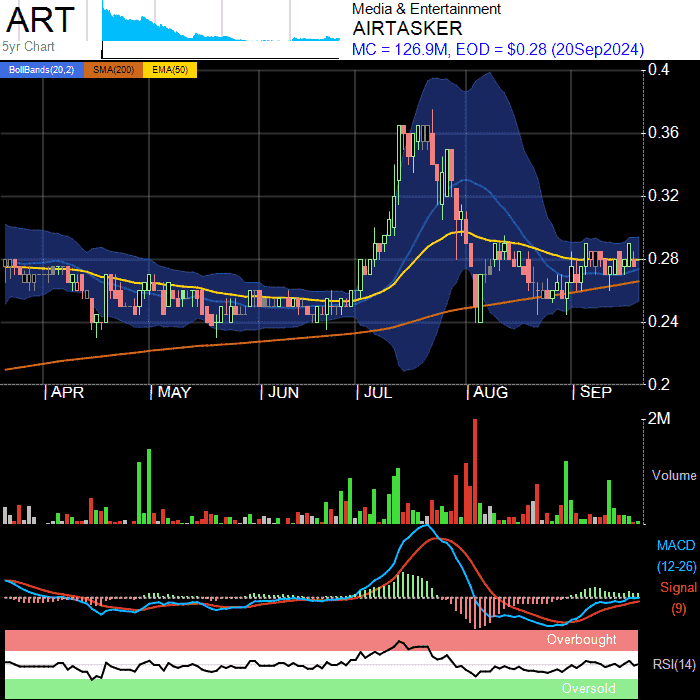 ART
5yr Chart
Media & Entertainment
AIRTASKER
MC = 126.9M, EOD = $0.28 (20Sep2024)
BollBands(20,2) SMA(200) EMA(50)
0.4
0.36
0.32
0.28
0.24
0.2
| APR | MAY | JUN | JUL | AUG | SEP
2M
Volume
MACD
(12-26)
Signal
(9)
Overbought
RSI(14)
Oversold